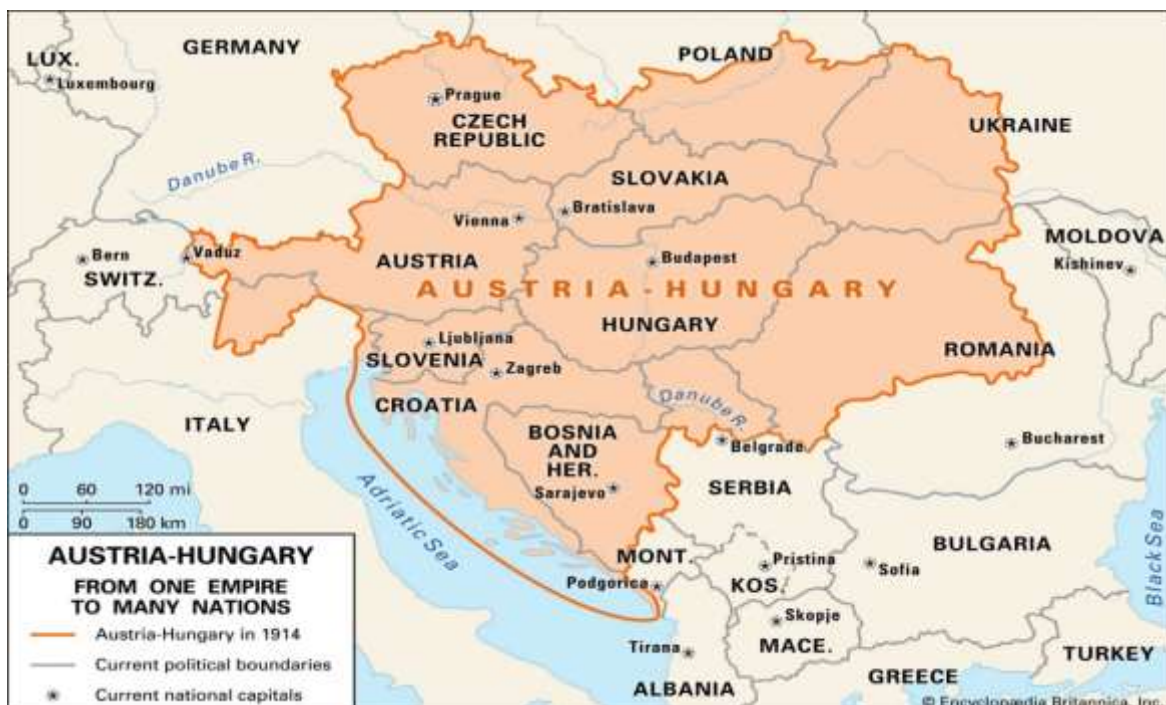 GERMANY
POLAND
LUX.
Luxembourg
Prague
CZECH
REPUBLIC
UKRAINE
Danube R.
SLOVAKIA
Vienna
Bratislava
Bern
Vaduz
SWITZ.
AUSTRIA
Budapest
MOLDOVA
Kishinev
AUSTRIA-HUNGARY
HUNGARY
Ljubljana
SLOVENIA
Zagreb
ROMANIA
CROATIA
ITALY
Danube R.
BOSNIA
AND
HER.
Belgrade
Bucharest
Sarajevo
SERBIA
0 60 120 mi
0 90 180 km
Adriatic Sea
MONT.
Pristina
BULGARIA
Podgorica
KOS.
Sofia
Black Sea
Skopje
Tirana
MACE.
TURKEY
GREECE
ALBANIA
AUSTRIA-HUNGARY
FROM ONE EMPIRE
TO MANY NATIONS
Austria-Hungary in 1914
Current political boundaries
Current national capitals
© Encyclopædia Britannica, Inc.